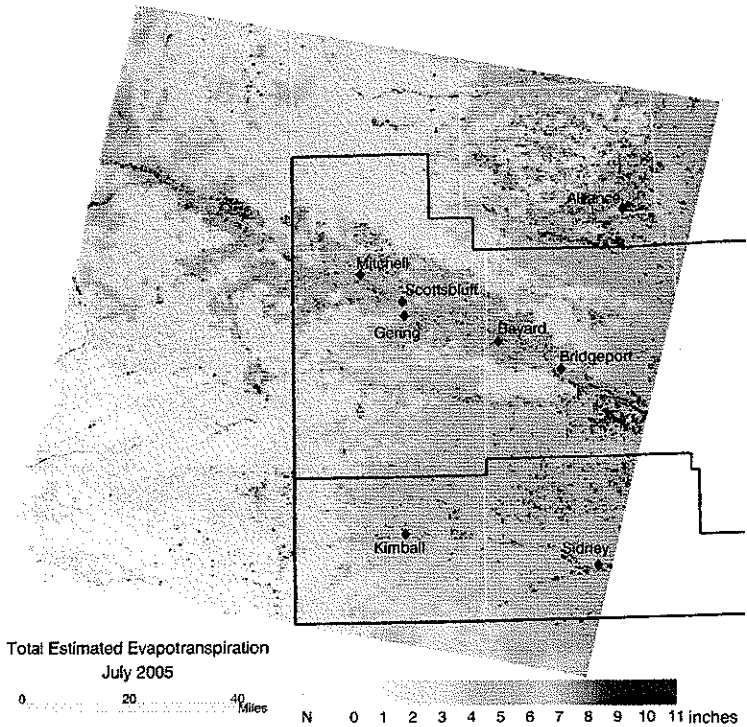 Alliance
Mitchell
Scottsbluff
Gering
Bayard
Bridgeport
Kimball
Sidney
Total Estimated Evapotranspiration
July 2005
0 20 40 Miles
N 0 1 2 3 4 5 6 7 8 9 10 11 inches